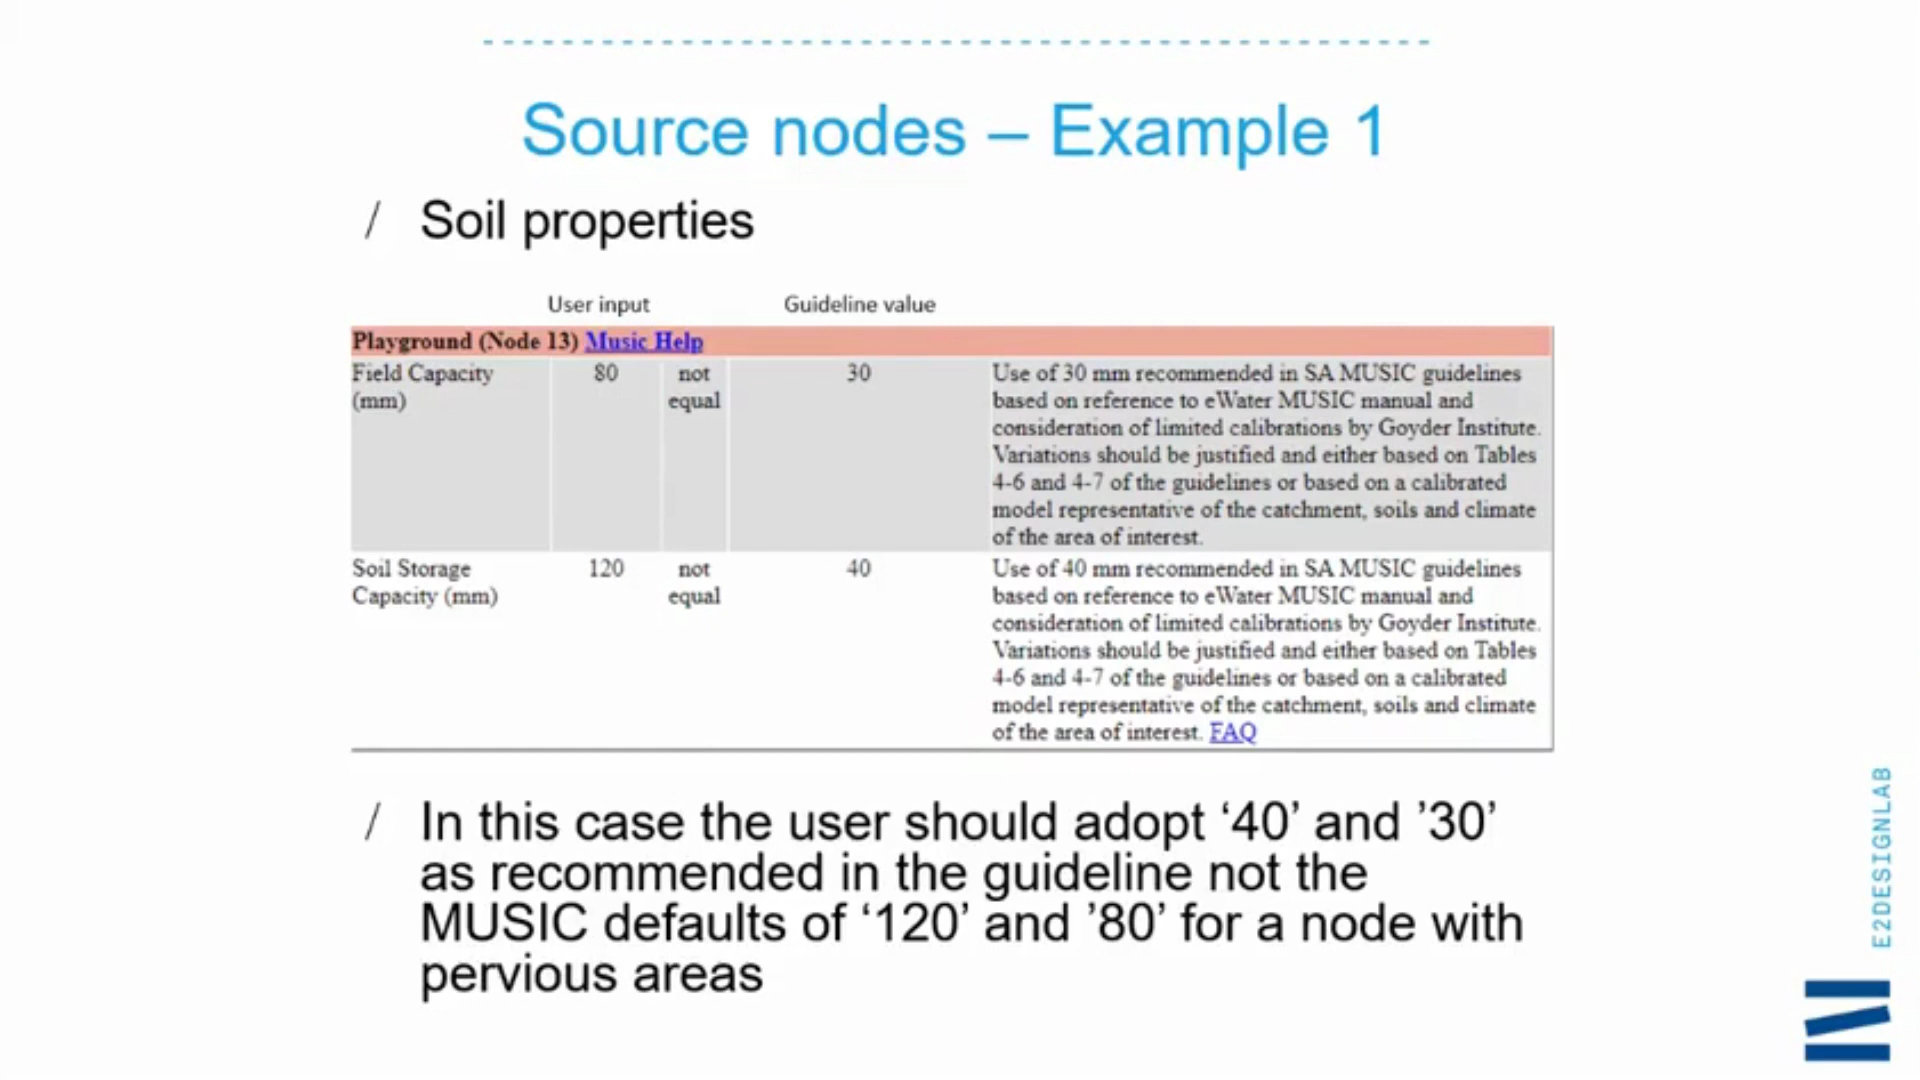 Source nodes – Example 1
/ Soil properties
User input Guideline value
Playground (Node 13) Music Help
Field Capacity (mm) 80 not equal 30
Use of 30 mm recommended in SA MUSIC guidelines
based on reference to eWater MUSIC manual and
consideration of limited calibrations by Goyder Institute.
Variations should be justified and either based on Tables
4-6 and 4-7 of the guidelines or based on a calibrated
model representative of the catchment, soils and climate
of the area of interest.
Soil Storage Capacity (mm) 120 not equal 40
Use of 40 mm recommended in SA MUSIC guidelines
based on reference to eWater MUSIC manual and
consideration of limited calibrations by Goyder Institute.
Variations should be justified and either based on Tables
4-6 and 4-7 of the guidelines or based on a calibrated
model representative of the catchment, soils and climate
of the area of interest. FAQ
/ In this case the user should adopt ‘40’ and ’30’
as recommended in the guideline not the
MUSIC defaults of ‘120’ and ’80’ for a node with
pervious areas
E2DESIGNLAB